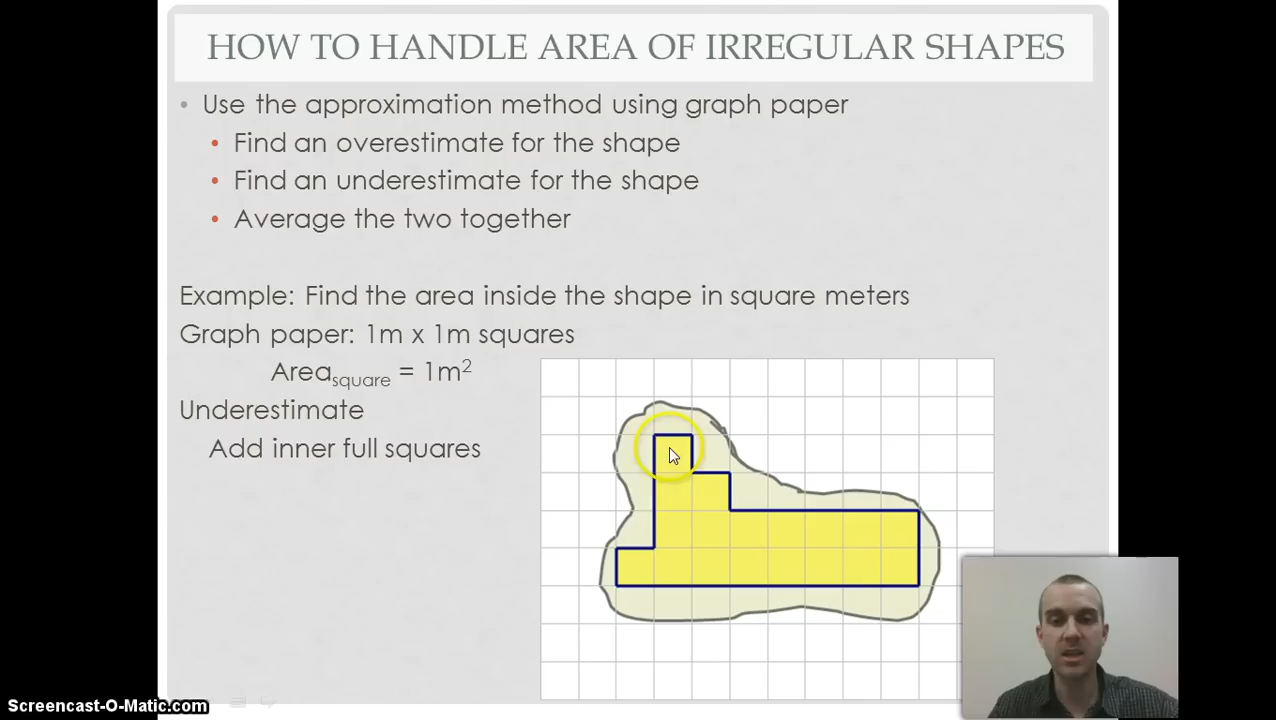 HOW TO HANDLE AREA OF IRREGULAR SHAPES
• Use the approximation method using graph paper
• Find an overestimate for the shape
• Find an underestimate for the shape
• Average the two together
Example: Find the area inside the shape in square meters
Graph paper: 1m x 1m squares
Area_square = 1m²
Underestimate
Add inner full squares
Screencast-O-Matic.com